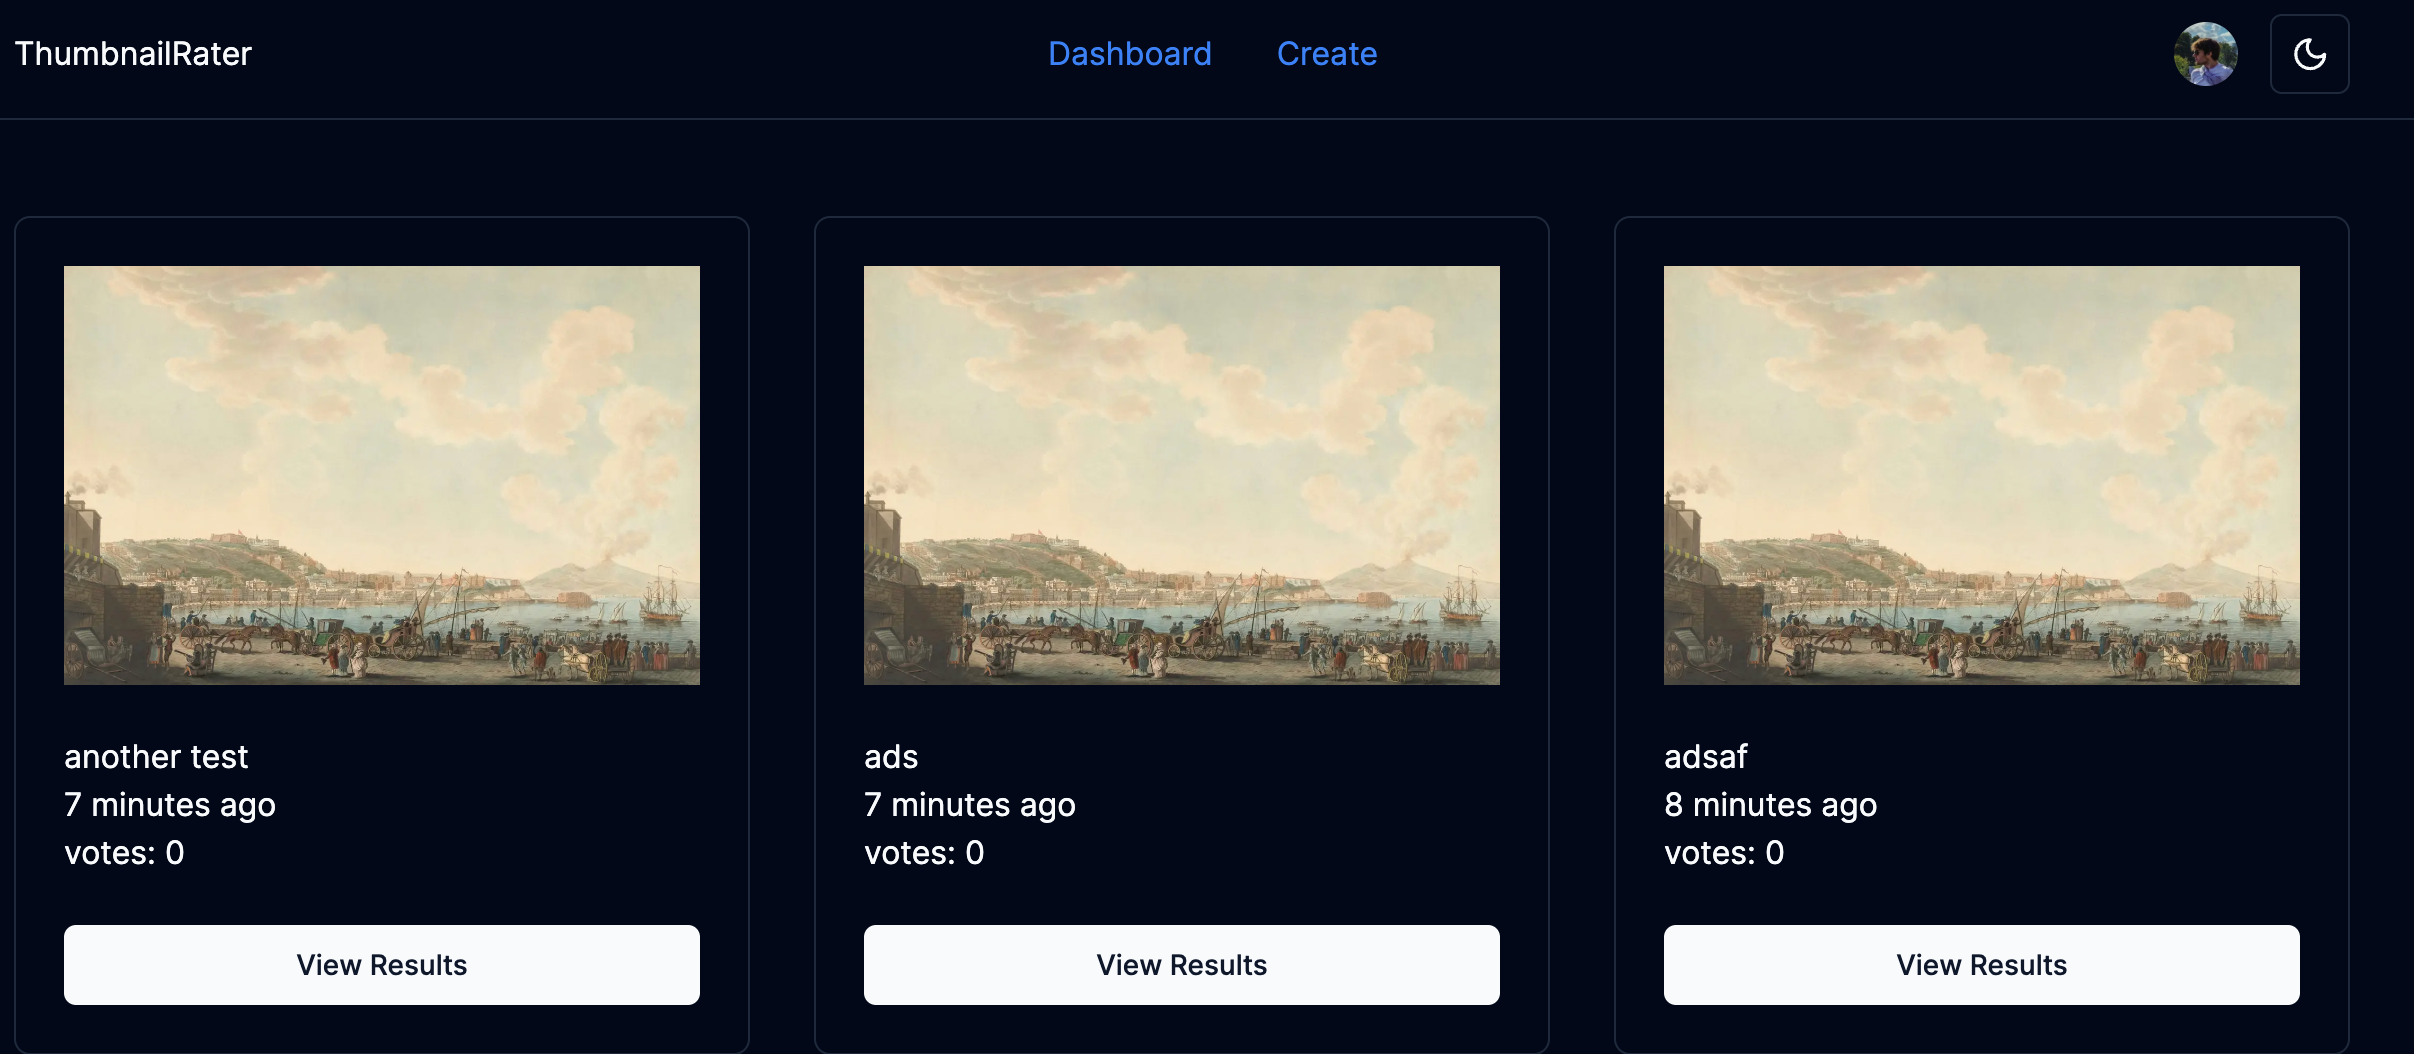 ThumbnailRater
Dashboard
Create
another test
7 minutes ago
votes: 0
View Results
ads
7 minutes ago
votes: 0
View Results
adsaf
8 minutes ago
votes: 0
View Results